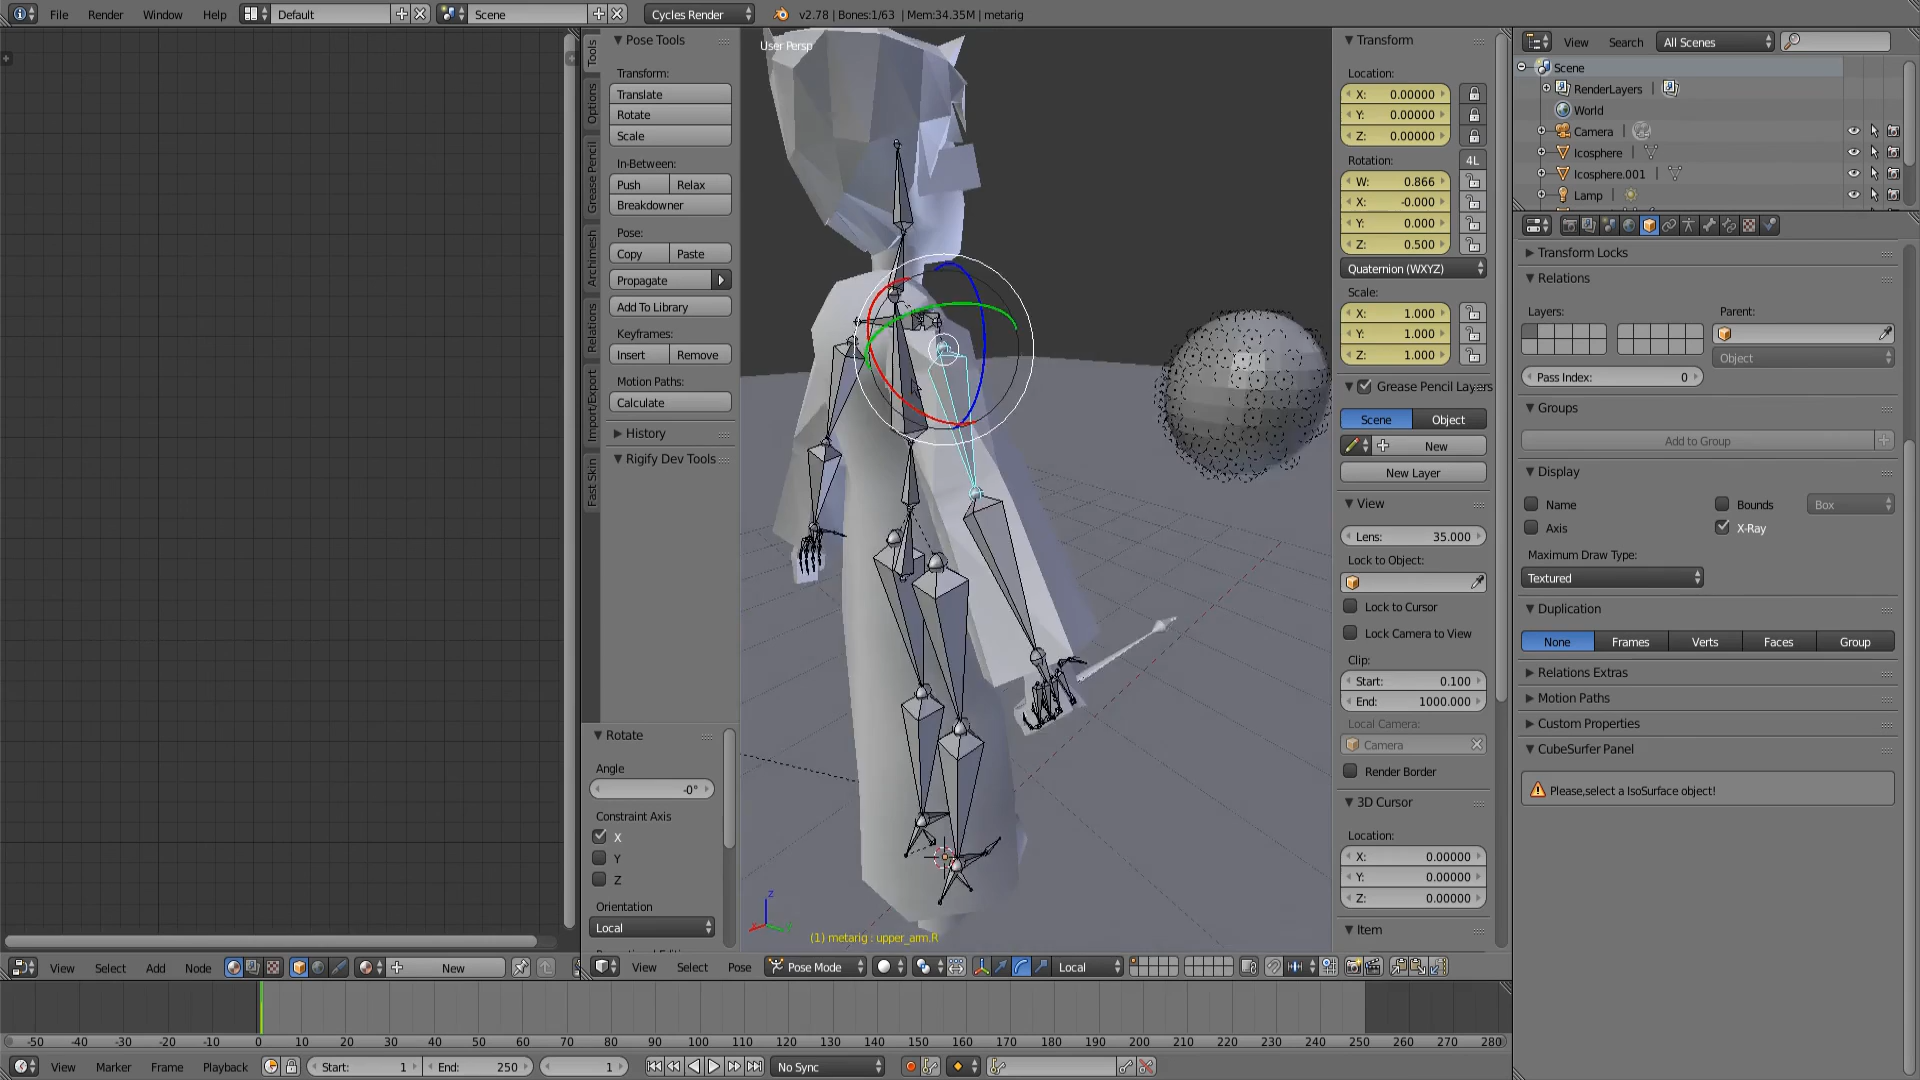 File Render Window Help Default Scene Cycles Render v2.78 | Bones:1/63 | Mem:34.35M | metarig
View Search All Scenes
Scene
RenderLayers
World
Camera
Icosphere
Icosphere.001
Lamp
Tools
Options
Grease Pencil
Archimesh
Relations
Import/Export
Fast Skin
Pose Tools
Transform:
Translate
Rotate
Scale
In-Between:
Push Relax
Breakdowner
Pose:
Copy Paste
Propagate
Add To Library
Keyframes:
Insert Remove
Motion Paths:
Calculate
History
Rigify Dev Tools
Rotate
Angle
-0°
Constraint Axis
X
Y
Z
Orientation
Local
User Persp
(1) metarig : upper_arm.R
Transform
Location:
X: 0.00000
Y: 0.00000
Z: 0.00000
Rotation: 4L
W: 0.866
X: -0.000
Y: 0.000
Z: 0.500
Quaternion (WXYZ)
Scale:
X: 1.000
Y: 1.000
Z: 1.000
Grease Pencil Layers
Scene Object
New
New Layer
View
Lens: 35.000
Lock to Object:
Lock to Cursor
Lock Camera to View
Clip:
Start: 0.100
End: 1000.000
Local Camera:
Camera
Render Border
3D Cursor
Location:
X: 0.00000
Y: 0.00000
Z: 0.00000
Item
Transform Locks
Relations
Layers: Parent:
Object
Pass Index: 0
Groups
Add to Group
Display
Name Bounds Box
Axis X-Ray
Maximum Draw Type:
Textured
Duplication
None Frames Verts Faces Group
Relations Extras
Motion Paths
Custom Properties
CubeSurfer Panel
Please,select a IsoSurface object!
View Select Add Node New
View Select Pose Pose Mode Local
-50 -40 -30 -20 -10 0 10 20 30 40 50 60 70 80 90 100 110 120 130 140 150 160 170 180 190 200 210 220 230 240 250 260 270 280
View Marker Frame Playback Start: 1 End: 250 1 No Sync